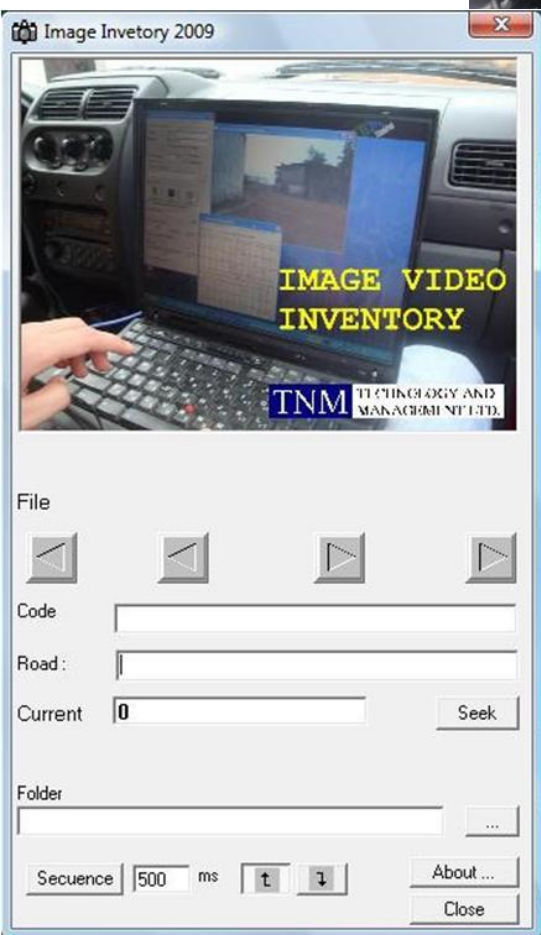 Image Invetory 2009
IMAGE VIDEO
INVENTORY
TNM TECHNOLOGY AND
MANAGEMENT LTD.
File
Code
Road :
Current 0 Seek
Folder
...
Secuence 500 ms About ...
Close